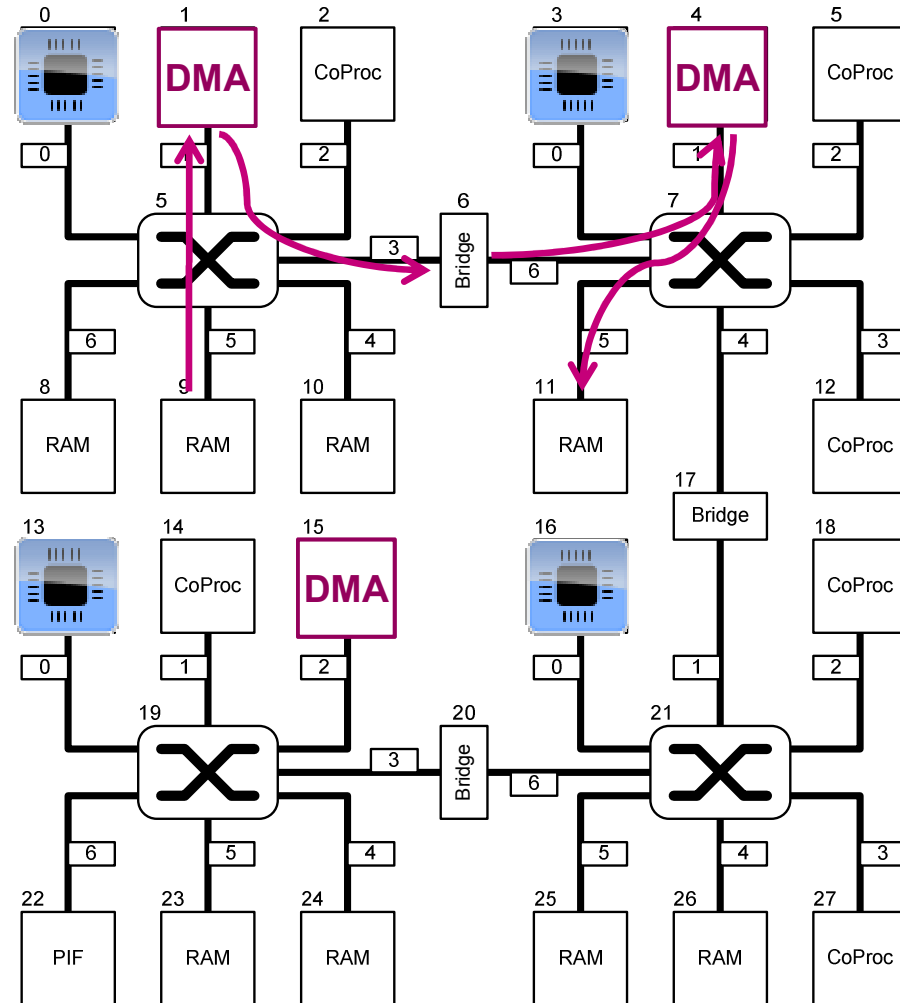 0 1 2 3 4 5
DMA CoProc DMA CoProc
0 1 2 0 1 2
5 6 7
3 Bridge 6
6 5 4 5 4 3
8 9 10 11 12
RAM RAM RAM RAM CoProc
17
Bridge
13 14 15 16 18
CoProc DMA CoProc
0 1 2 0 1 2
19 20 21
3 Bridge 6
6 5 4 5 4 3
22 23 24 25 26 27
PIF RAM RAM RAM RAM CoProc